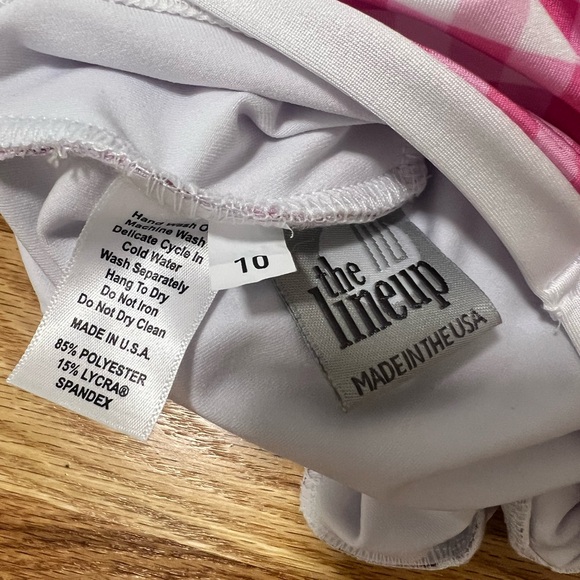 Hand Wash O
Machine Wash
Delicate Cycle In
Cold Water
Wash Separately
Hang To Dry
Do Not Iron
Do Not Dry Clean
MADE IN U.S.A.
85% POLYESTER
15% LYCRA®
SPANDEX
10
the
lineup
MADE IN THE USA